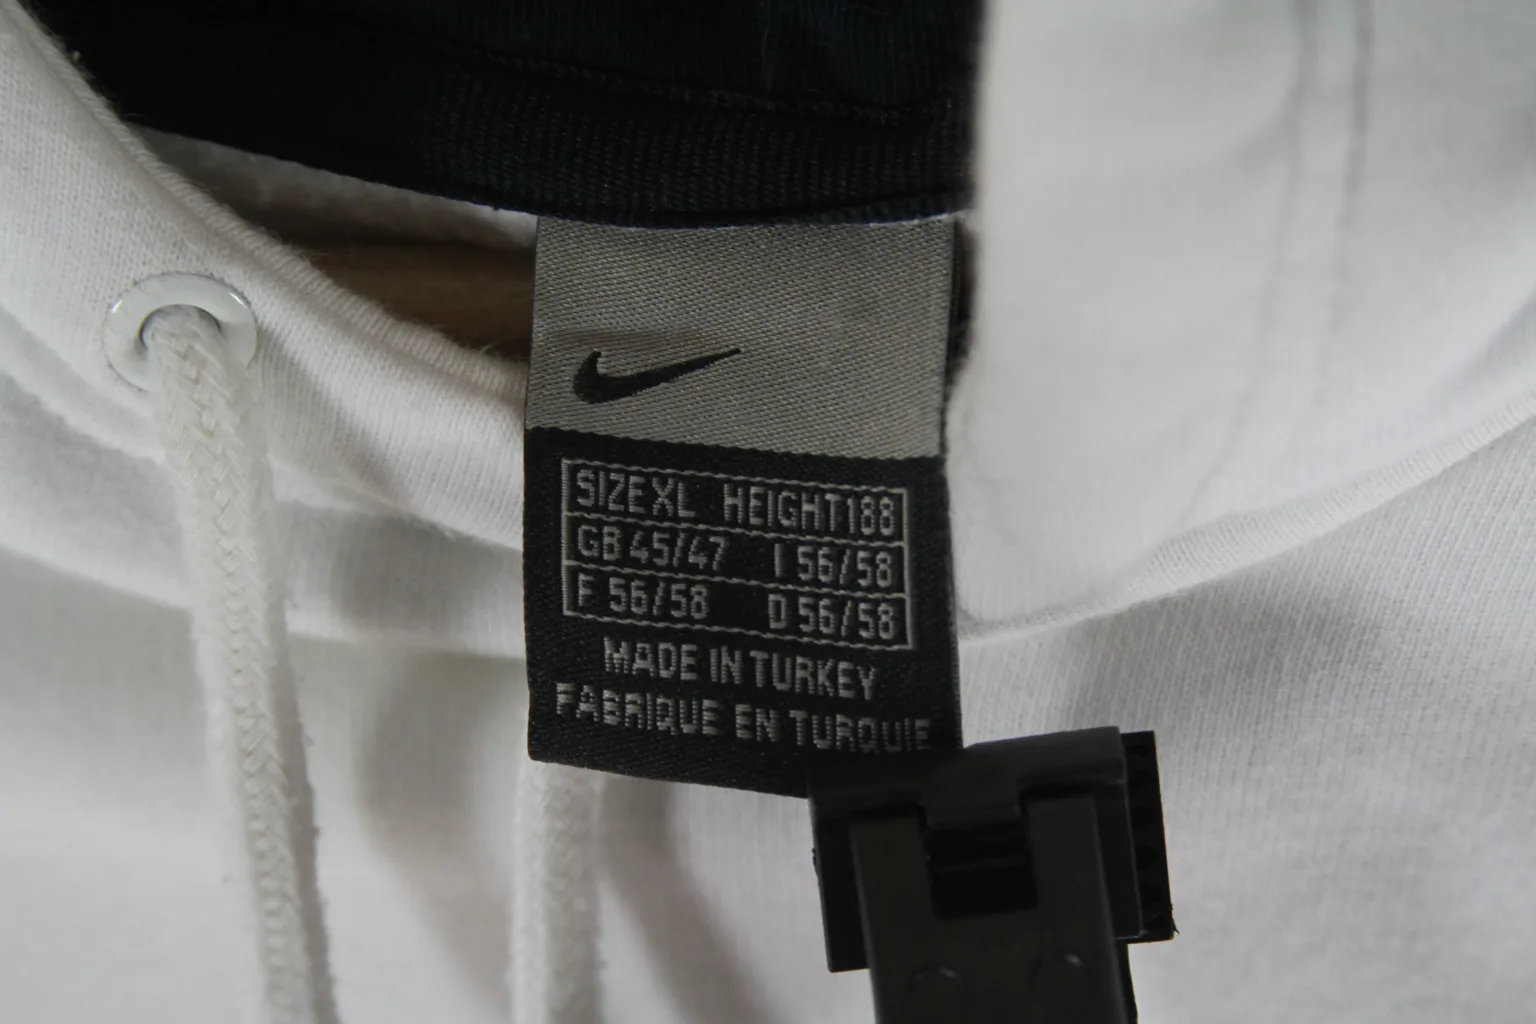 SIZE XL HEIGHT 188
GB 45/47 I 56/58
F 56/58 D 56/58
MADE IN TURKEY
FABRIQUE EN TURQUIE